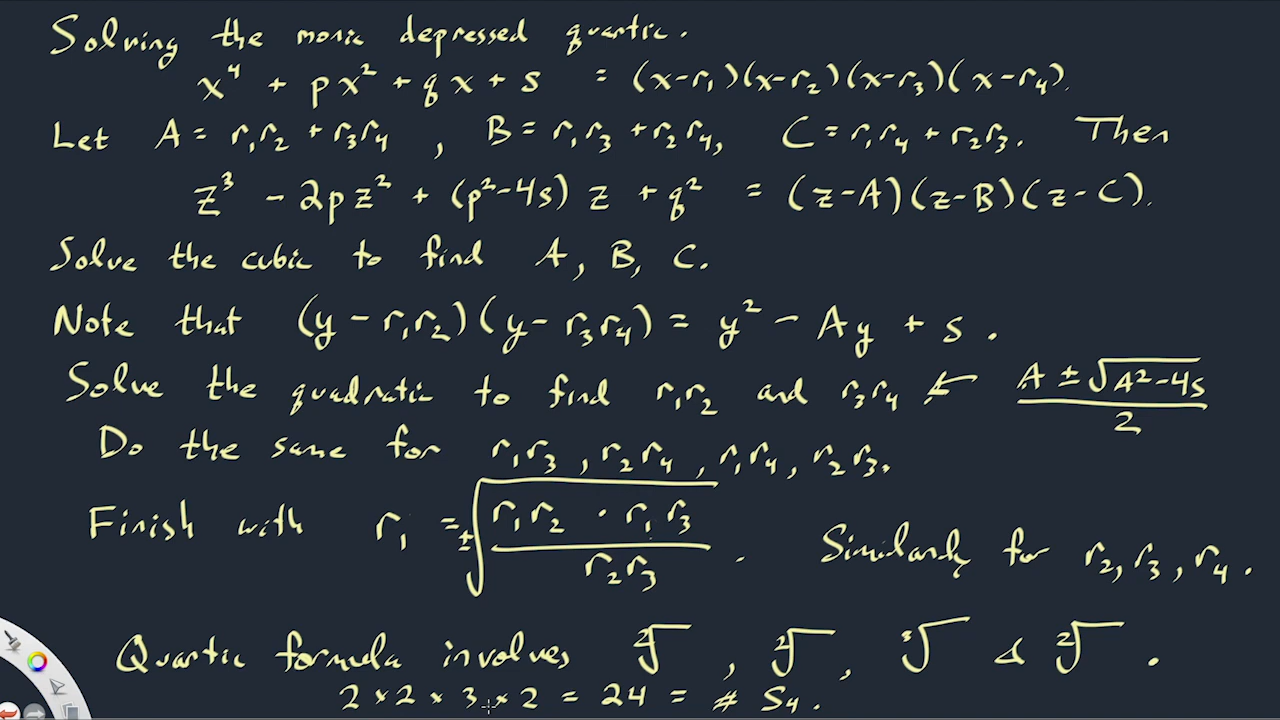 Solving the monic depressed quartic.
x⁴ + px² + qx + s = (x-r₁)(x-r₂)(x-r₃)(x-r₄).
Let A = r₁r₂ + r₃r₄, B = r₁r₃ + r₂r₄, C = r₁r₄ + r₂r₃. Then
z³ - 2pz² + (p²-4s) z + q² = (z-A)(z-B)(z-C).
Solve the cubic to find A, B, C.
Note that (y - r₁r₂)(y - r₃r₄) = y² - Ay + s.
Solve the quadratic to find r₁r₂ and r₃r₄ ← (A ± √(A²-4s))/2
Do the same for r₁r₃, r₂r₄, r₁r₄, r₂r₃.
Finish with r₁ = ±√((r₁r₂ · r₁r₃)/(r₂r₃)). Similarly for r₂, r₃, r₄.
Quartic formula involves ²√, ²√, ³√ & ²√.
2 × 2 × 3 × 2 = 24 = # S₄.